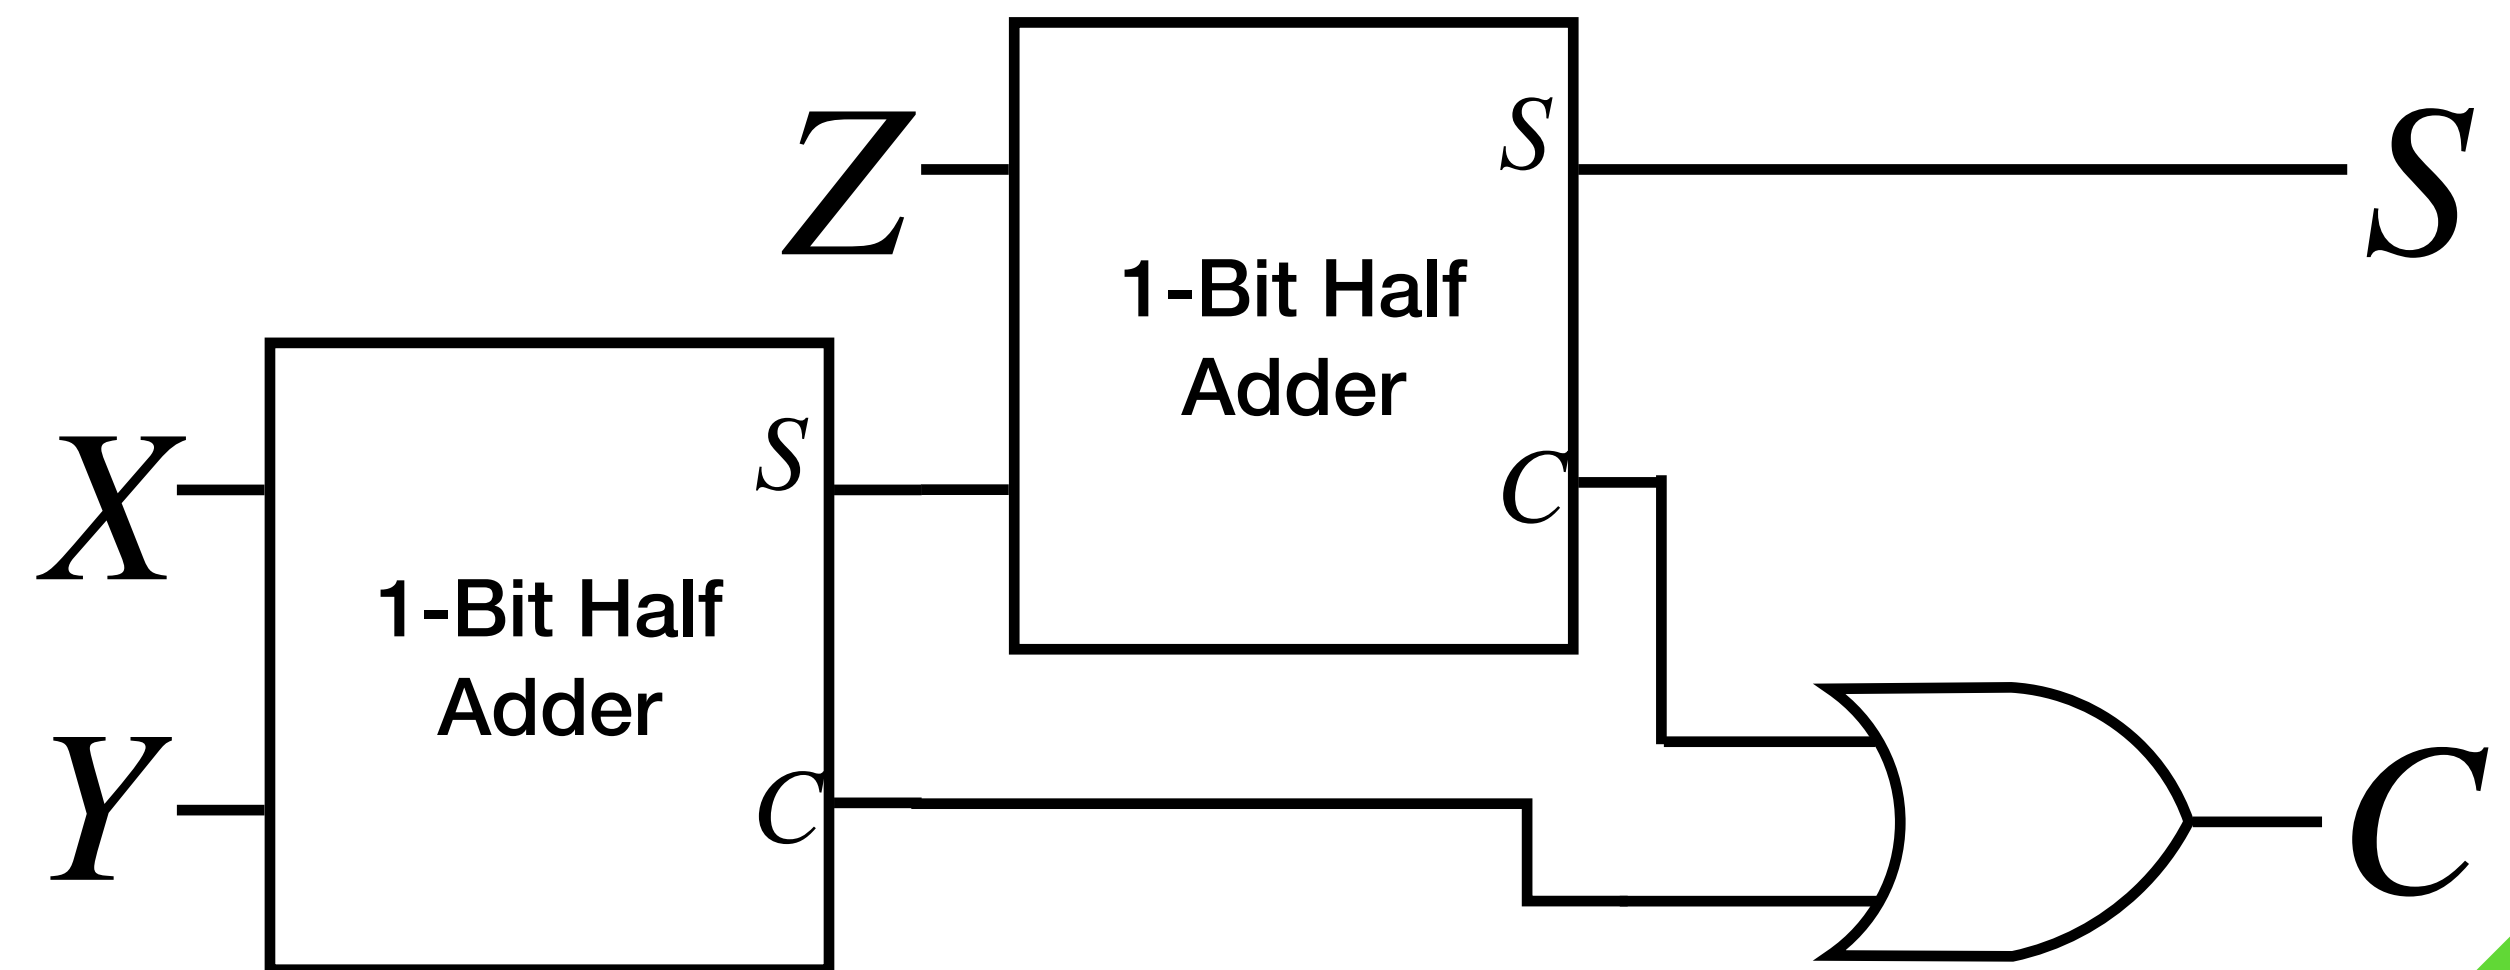 Z
S
S
1-Bit Half
Adder
C
X
Y
S
1-Bit Half
Adder
C
C